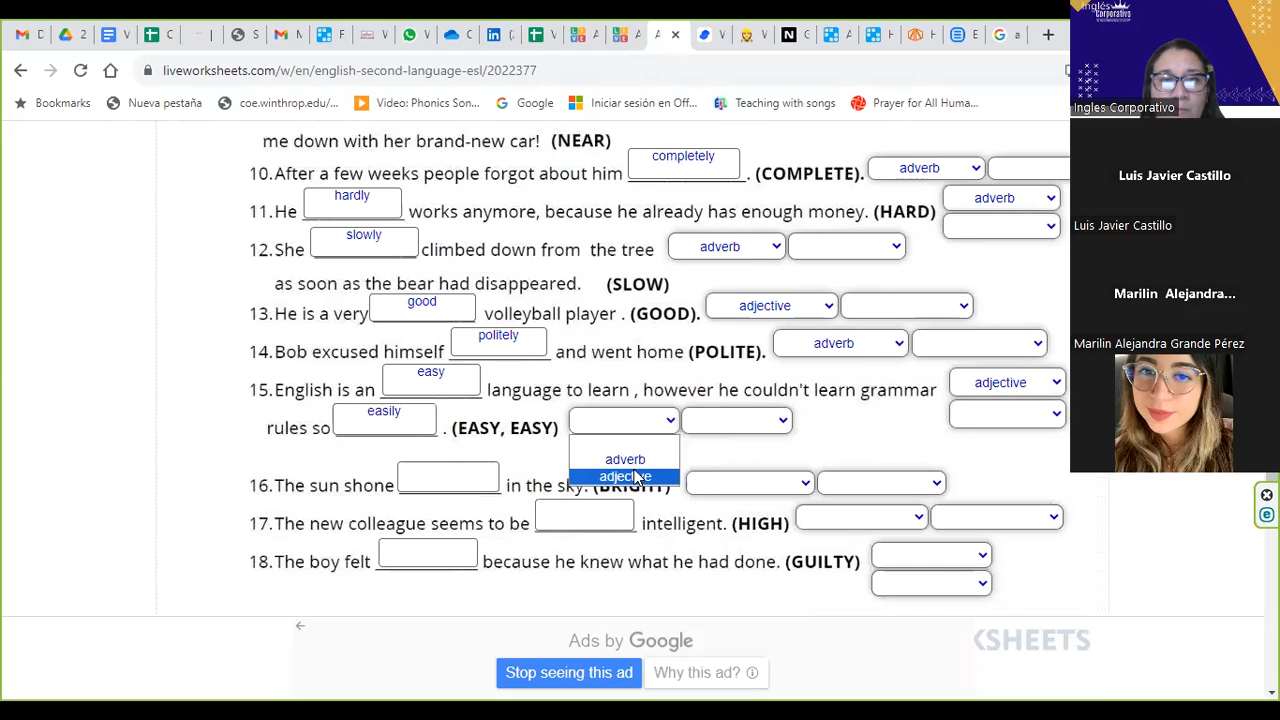 Inglés
corporativo
M D
2
V
C
S
M N
F
V
V
C
in (
V
A
A
A
V
V
C
A
A
E
a
liveworksheets.com/w/en/english-second-language-esl/2022377
Bookmarks
Nueva pestaña
coe.winthrop.edu/...
Video: Phonics Son...
Google
Iniciar sesión en Off...
Teaching with songs
Prayer for All Huma...
Ingles Corporativo
me down with her brand-new car! (NEAR)
10.After a few weeks people forgot about him completely . (COMPLETE). adverb
11.He hardly works anymore, because he already has enough money. (HARD) adverb
12.She slowly climbed down from the tree adverb
as soon as the bear had disappeared. (SLOW)
13.He is a very good volleyball player . (GOOD). adjective
14.Bob excused himself politely and went home (POLITE). adverb
15.English is an easy language to learn , however he couldn't learn grammar adjective
rules so easily . (EASY, EASY)
adverb
adjective
16.The sun shone in the sky. (BRIGHT)
17.The new colleague seems to be intelligent. (HIGH)
18.The boy felt because he knew what he had done. (GUILTY)
Luis Javier Castillo
Luis Javier Castillo
Marilin Alejandra...
Marilin Alejandra Grande Pérez
Ads by Google
Stop seeing this ad
Why this ad?
KSHEETS